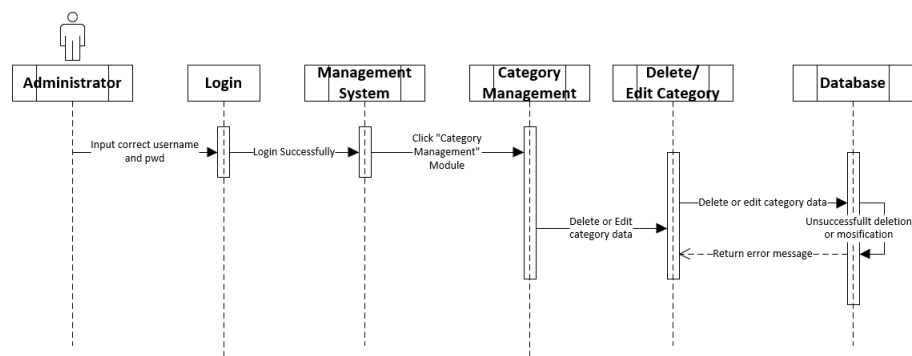 Administrator
Login
Management
System
Category
Management
Delete/
Edit Category
Database
Input correct username
and pwd
Login Successfully
Click "Category
Management"
Module
Delete or Edit
category data
Delete or edit category data
Unsuccessfullt deletion
or mosification
Return error message